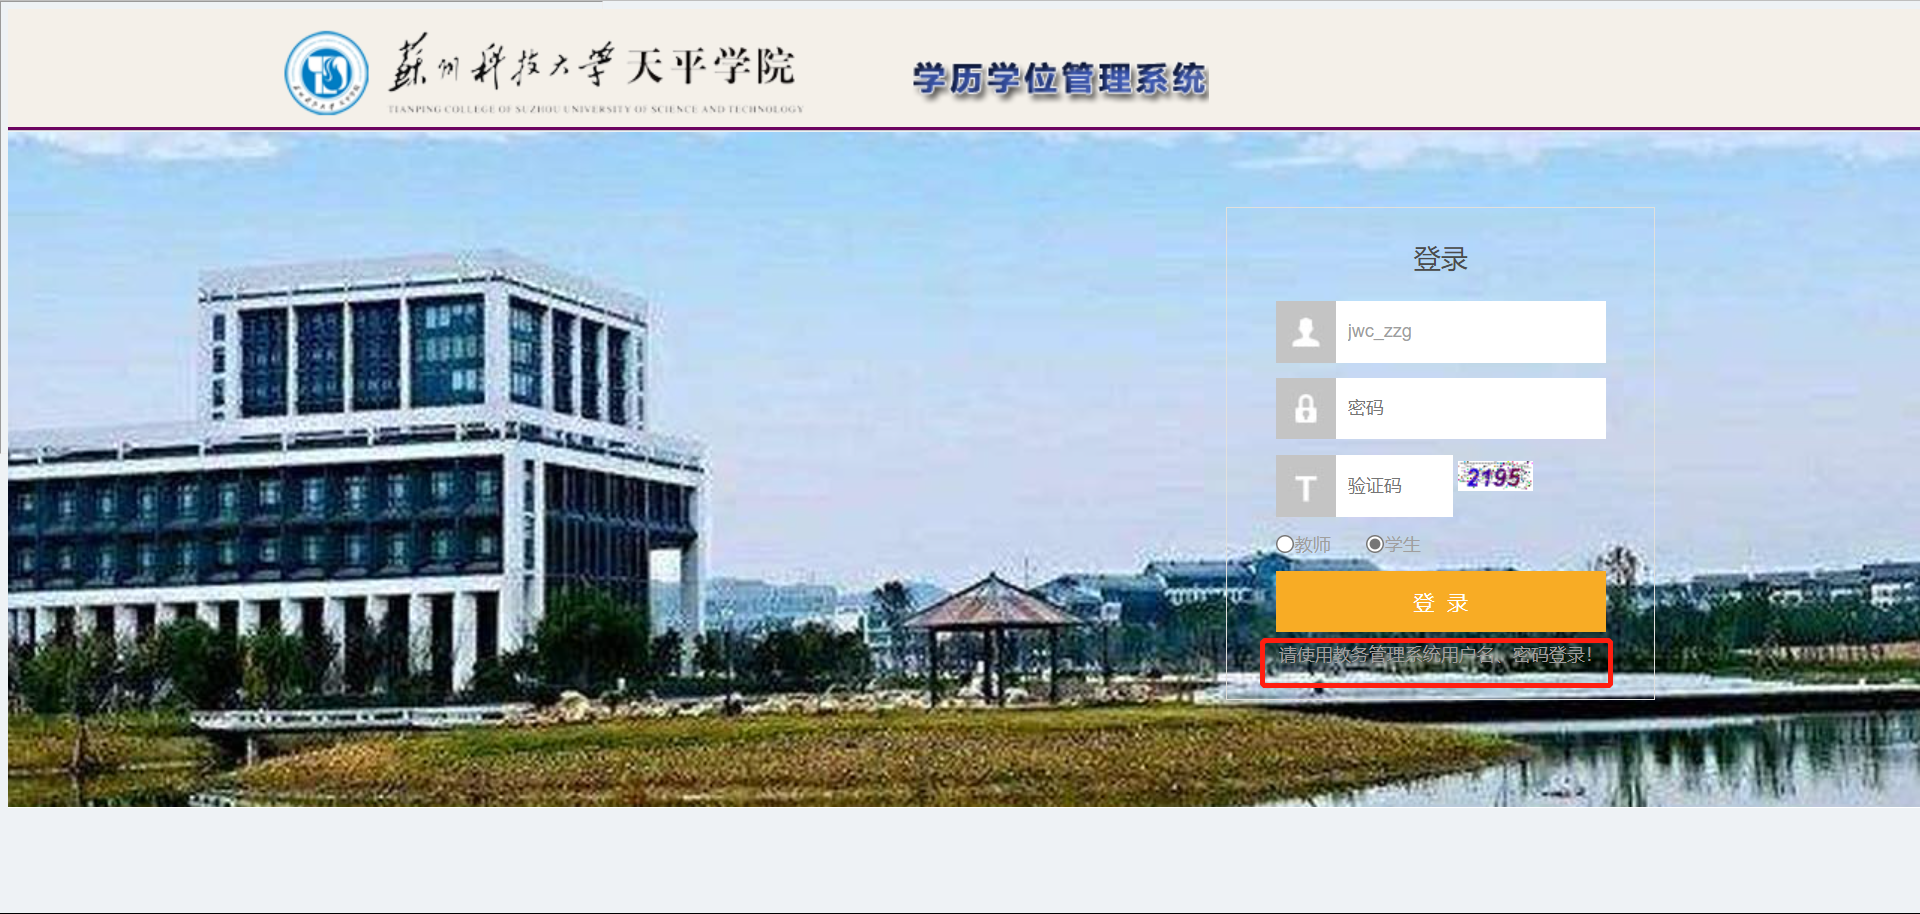 蘇州科技大学天平学院
TIANPING COLLEGE OF SUZHOU UNIVERSITY OF SCIENCE AND TECHNOLOGY
学历学位管理系统
登录
jwc_zzg
密码
T 验证码 2195
教师 学生
登 录
请使用教务管理系统用户名、密码登录!